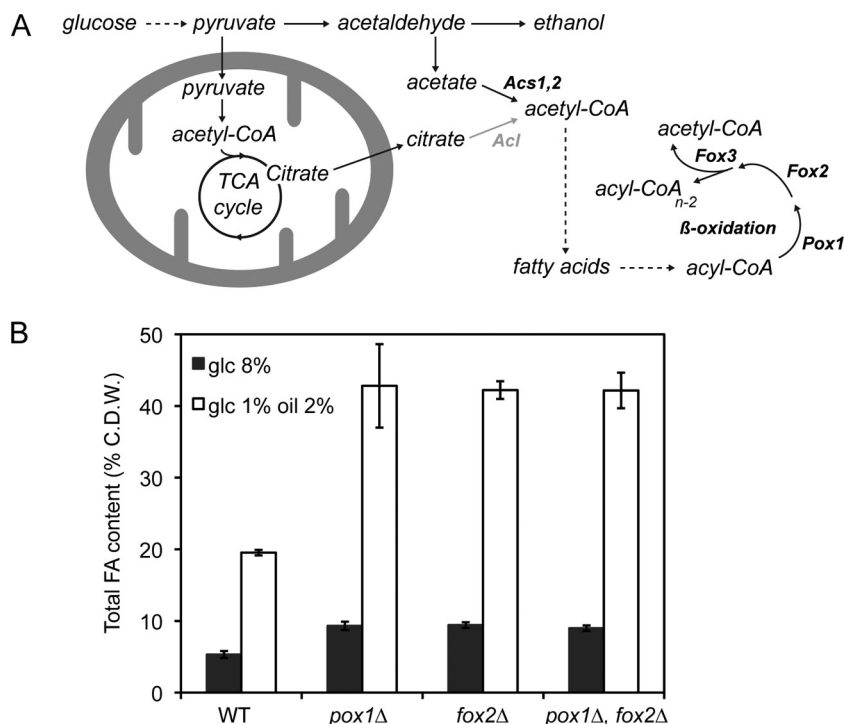 A
glucose pyruvate acetaldehyde ethanol
pyruvate
acetate Acs1,2
acetyl-CoA
acetyl-CoA
citrate Acl
Citrate
TCA
cycle
acetyl-CoA
Fox3 Fox2
acyl-CoA n-2
ß-oxidation
Pox1
fatty acids acyl-CoA
B
50
40
30
20
10
0
Total FA content (% C.D.W.)
glc 8%
glc 1% oil 2%
WT pox1Δ fox2Δ pox1Δ, fox2Δ